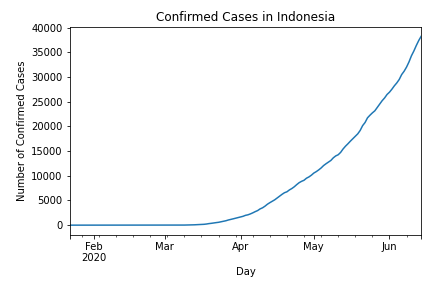 Confirmed Cases in Indonesia
Number of Confirmed Cases
40000
35000
30000
25000
20000
15000
10000
5000
0
Feb Mar Apr May Jun
2020
Day